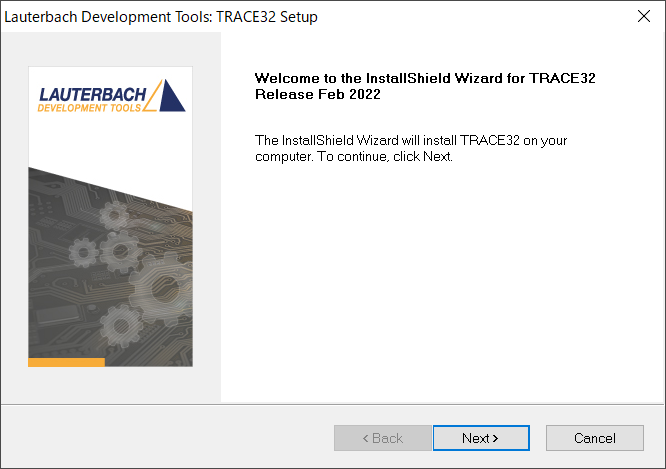 Lauterbach Development Tools: TRACE32 Setup
LAUTERBACH
DEVELOPMENT TOOLS
Welcome to the InstallShield Wizard for TRACE32
Release Feb 2022
The InstallShield Wizard will install TRACE32 on your
computer. To continue, click Next.
< Back
Next >
Cancel